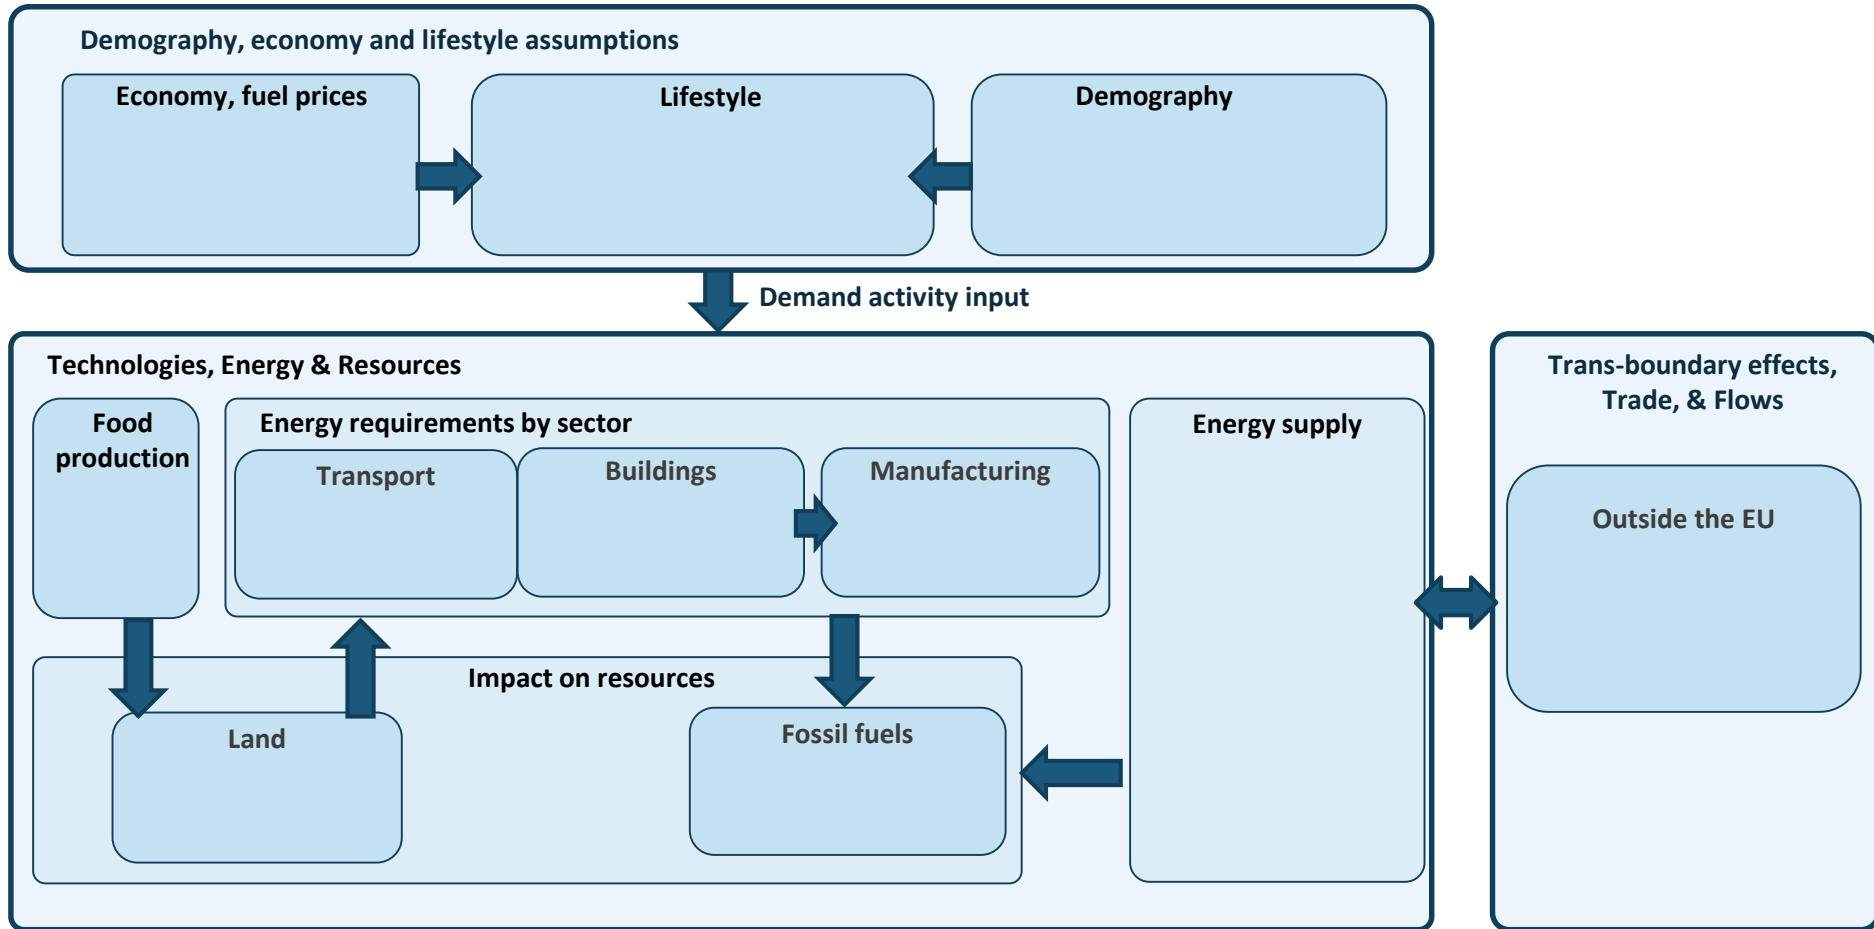 Demography, economy and lifestyle assumptions
Economy, fuel prices
Lifestyle
Demography
Demand activity input
Technologies, Energy & Resources
Food
production
Energy requirements by sector
Transport
Buildings
Manufacturing
Energy supply
Impact on resources
Land
Fossil fuels
Trans-boundary effects,
Trade, & Flows
Outside the EU